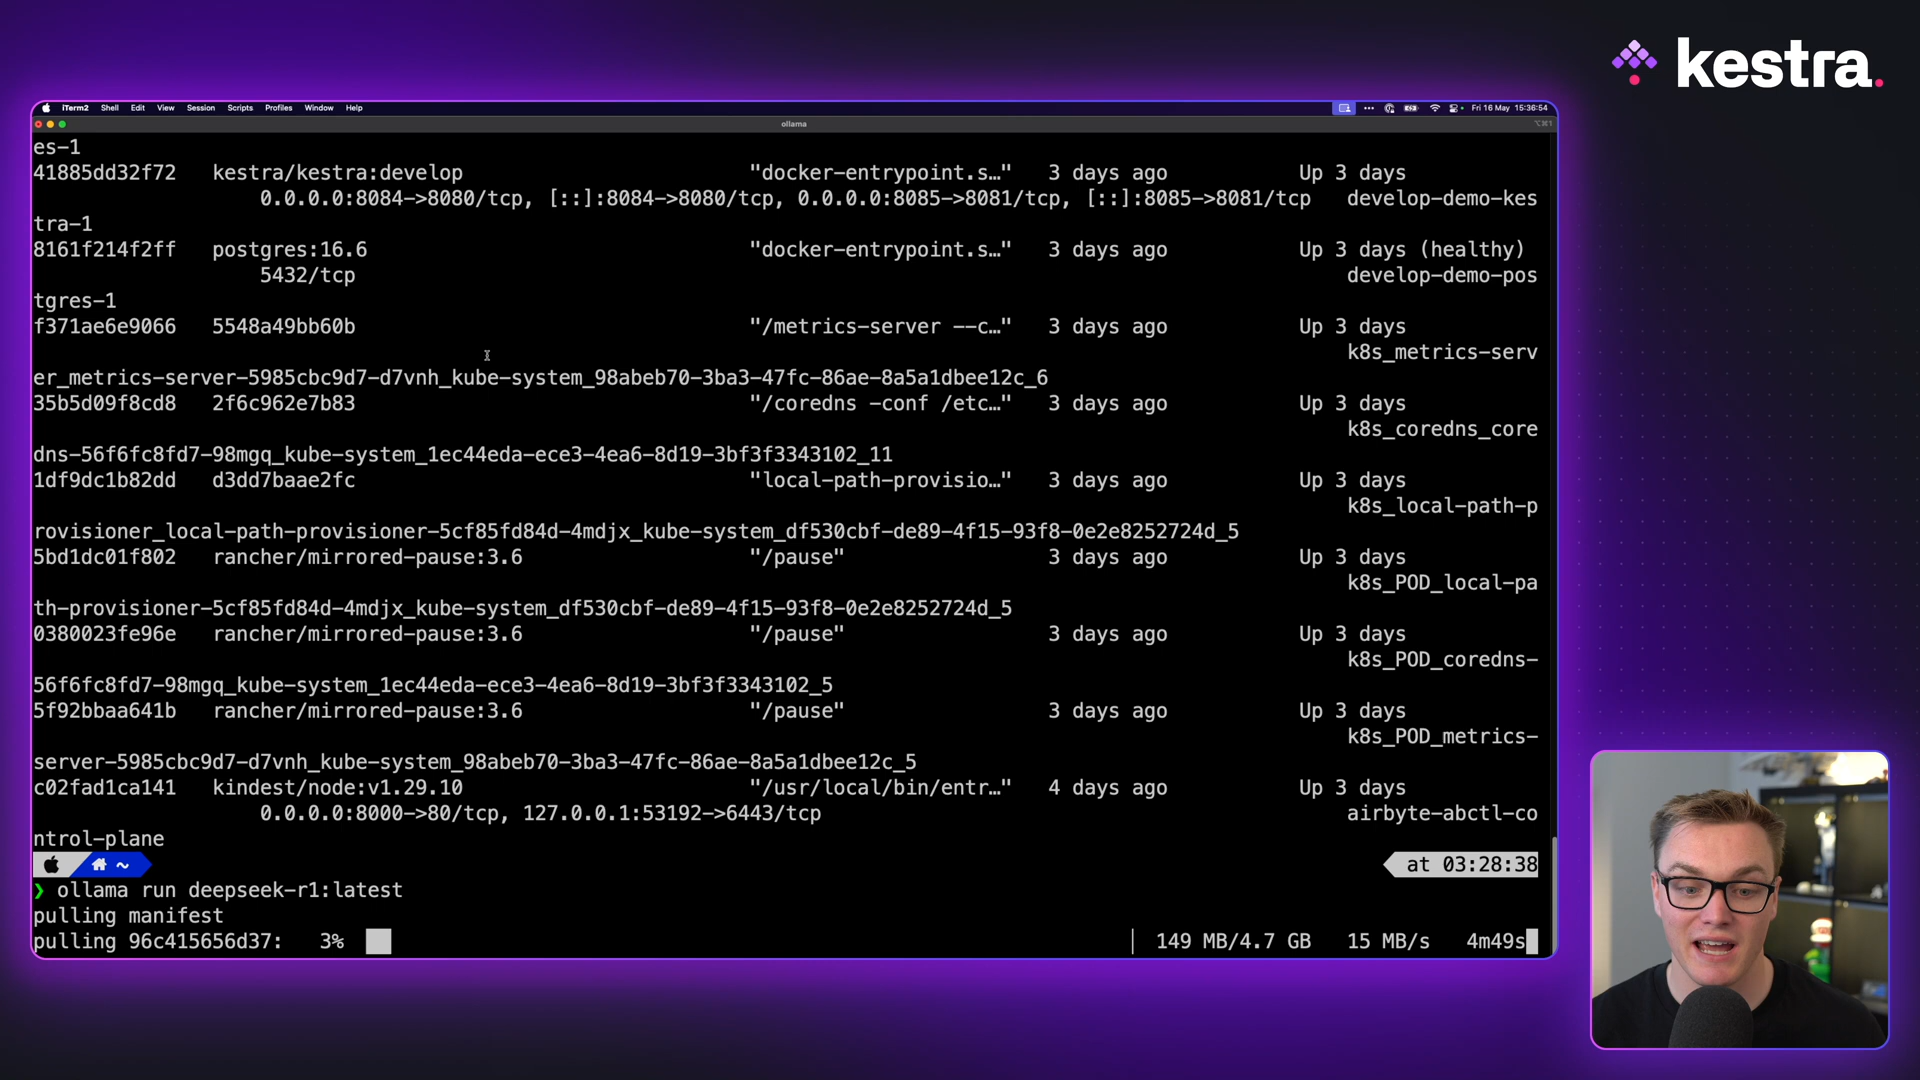 kestra.
iTerm2 Shell Edit View Session Scripts Profiles Window Help Fri 16 May 15:36:54
ollama ⌥⌘1
es-1
41885dd32f72 kestra/kestra:develop "docker-entrypoint.s…" 3 days ago Up 3 days
0.0.0.0:8084->8080/tcp, [::]:8084->8080/tcp, 0.0.0.0:8085->8081/tcp, [::]:8085->8081/tcp develop-demo-kes
tra-1
8161f214f2ff postgres:16.6 "docker-entrypoint.s…" 3 days ago Up 3 days (healthy)
5432/tcp develop-demo-pos
tgres-1
f371ae6e9066 5548a49bb60b "/metrics-server --c…" 3 days ago Up 3 days
k8s_metrics-serv
er_metrics-server-5985cbc9d7-d7vnh_kube-system_98abeb70-3ba3-47fc-86ae-8a5a1dbee12c_6
35b5d09f8cd8 2f6c962e7b83 "/coredns -conf /etc…" 3 days ago Up 3 days
k8s_coredns_core
dns-56f6fc8fd7-98mgq_kube-system_1ec44eda-ece3-4ea6-8d19-3bf3f3343102_11
1df9dc1b82dd d3dd7baae2fc "local-path-provisio…" 3 days ago Up 3 days
k8s_local-path-p
rovisioner_local-path-provisioner-5cf85fd84d-4mdjx_kube-system_df530cbf-de89-4f15-93f8-0e2e8252724d_5
5bd1dc01f802 rancher/mirrored-pause:3.6 "/pause" 3 days ago Up 3 days
k8s_POD_local-pa
th-provisioner-5cf85fd84d-4mdjx_kube-system_df530cbf-de89-4f15-93f8-0e2e8252724d_5
0380023fe96e rancher/mirrored-pause:3.6 "/pause" 3 days ago Up 3 days
k8s_POD_coredns-
56f6fc8fd7-98mgq_kube-system_1ec44eda-ece3-4ea6-8d19-3bf3f3343102_5
5f92bbaa641b rancher/mirrored-pause:3.6 "/pause" 3 days ago Up 3 days
k8s_POD_metrics-
server-5985cbc9d7-d7vnh_kube-system_98abeb70-3ba3-47fc-86ae-8a5a1dbee12c_5
c02fad1ca141 kindest/node:v1.29.10 "/usr/local/bin/entr…" 4 days ago Up 3 days
0.0.0.0:8000->80/tcp, 127.0.0.1:53192->6443/tcp airbyte-abctl-co
ntrol-plane
~ at 03:28:38
❯ ollama run deepseek-r1:latest
pulling manifest
pulling 96c415656d37: 3% 149 MB/4.7 GB 15 MB/s 4m49s